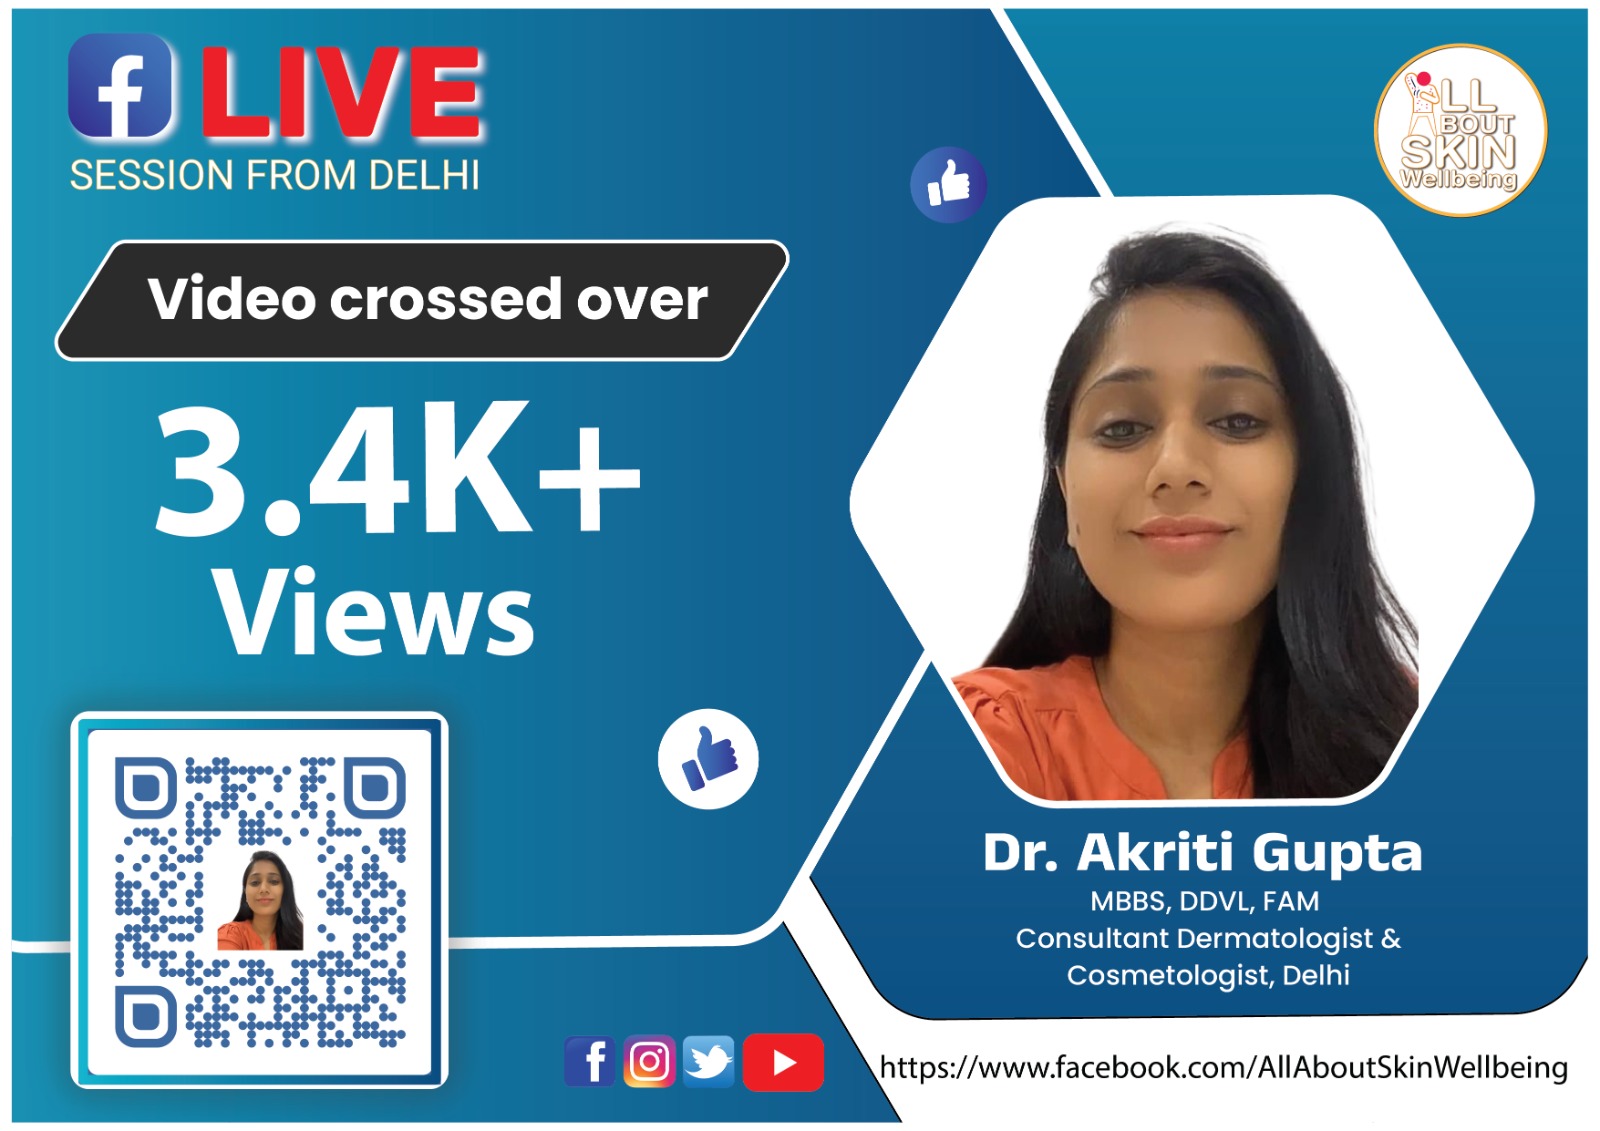 LIVE
SESSION FROM DELHI
ALL
ABOUT
SKIN
Wellbeing
Video crossed over
3.4K+
Views
Dr. Akriti Gupta
MBBS, DDVL, FAM
Consultant Dermatologist &
Cosmetologist, Delhi
https://www.facebook.com/AllAboutSkinWellbeing